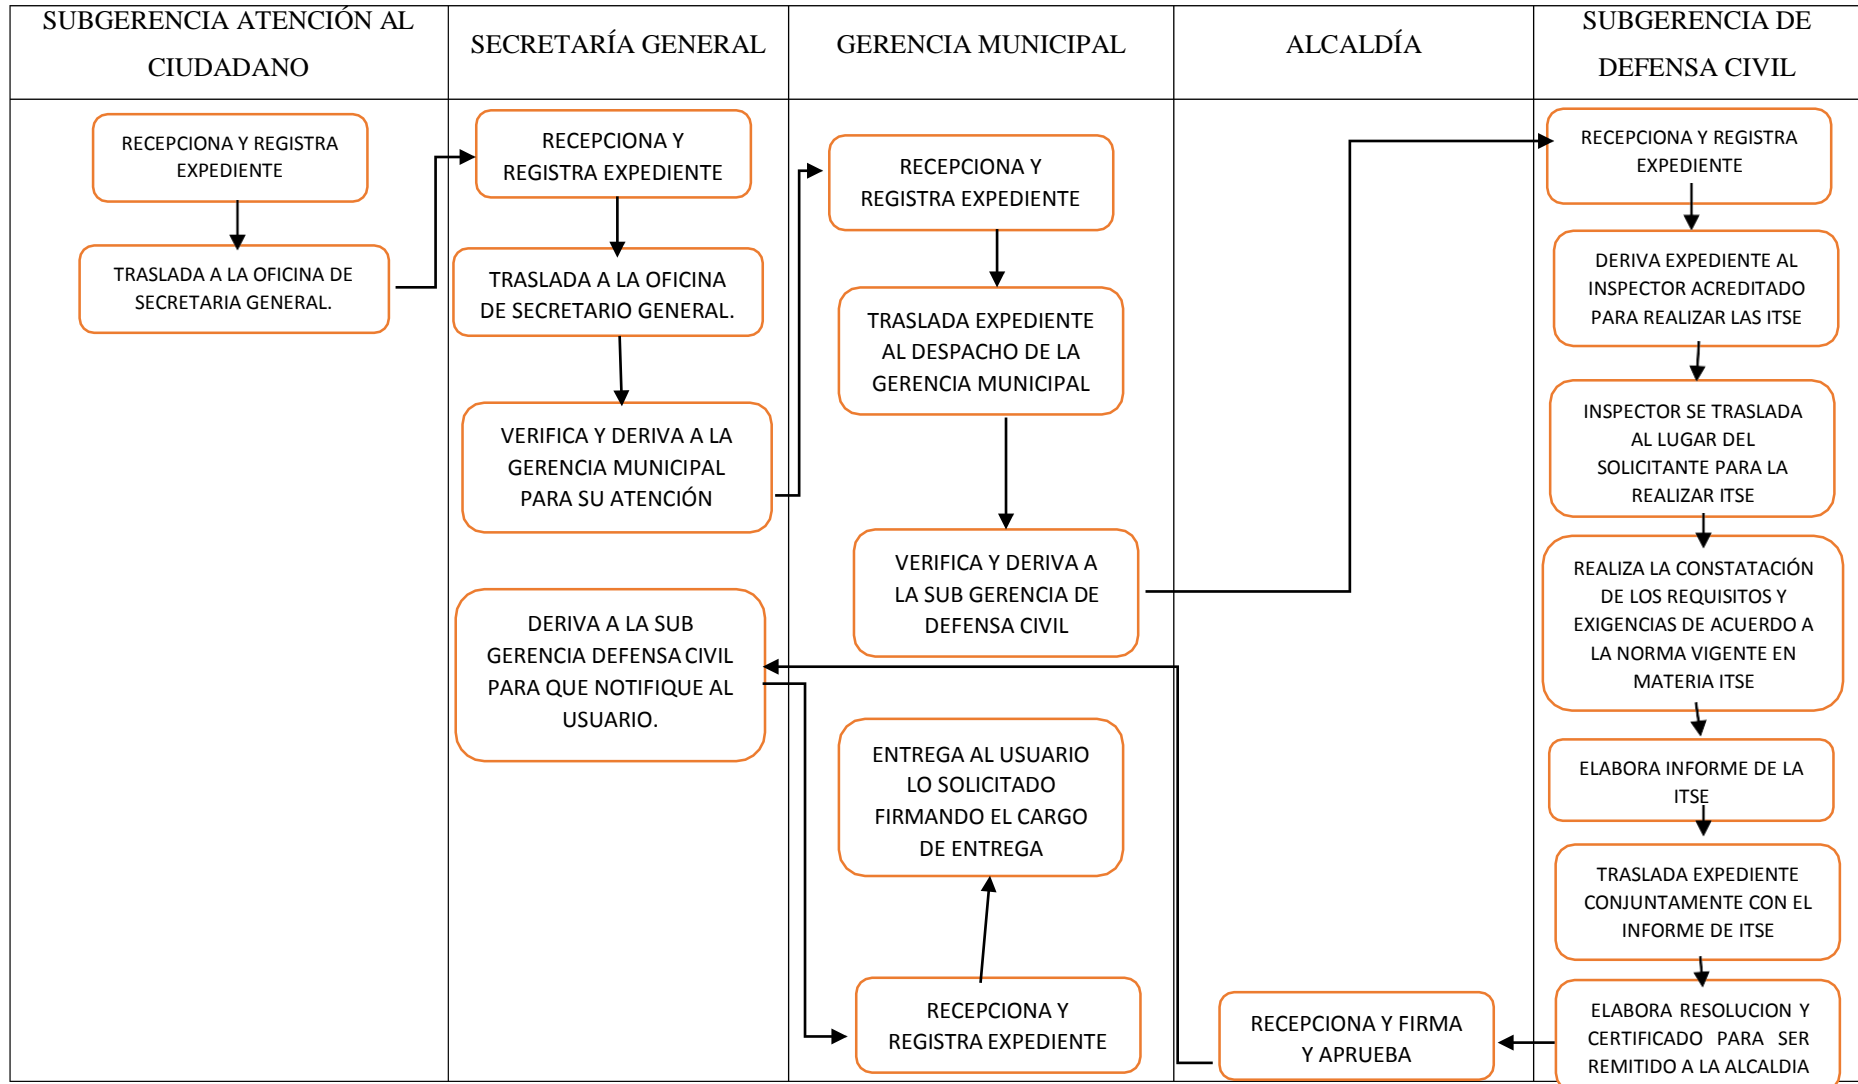 SUBGERENCIA ATENCIÓN AL
CIUDADANO
SECRETARÍA GENERAL
GERENCIA MUNICIPAL
ALCALDÍA
SUBGERENCIA DE
DEFENSA CIVIL
RECEPCIONA Y REGISTRA
EXPEDIENTE
TRASLADA A LA OFICINA DE
SECRETARIA GENERAL.
RECEPCIONA Y
REGISTRA EXPEDIENTE
TRASLADA A LA OFICINA
DE SECRETARIO GENERAL.
VERIFICA Y DERIVA A LA
GERENCIA MUNICIPAL
PARA SU ATENCIÓN
DERIVA A LA SUB
GERENCIA DEFENSA CIVIL
PARA QUE NOTIFIQUE AL
USUARIO.
RECEPCIONA Y
REGISTRA EXPEDIENTE
TRASLADA EXPEDIENTE
AL DESPACHO DE LA
GERENCIA MUNICIPAL
VERIFICA Y DERIVA A
LA SUB GERENCIA DE
DEFENSA CIVIL
ENTREGA AL USUARIO
LO SOLICITADO
FIRMANDO EL CARGO
DE ENTREGA
RECEPCIONA Y
REGISTRA EXPEDIENTE
RECEPCIONA Y FIRMA
Y APRUEBA
RECEPCIONA Y REGISTRA
EXPEDIENTE
DERIVA EXPEDIENTE AL
INSPECTOR ACREDITADO
PARA REALIZAR LAS ITSE
INSPECTOR SE TRASLADA
AL LUGAR DEL
SOLICITANTE PARA LA
REALIZAR ITSE
REALIZA LA CONSTATACIÓN
DE LOS REQUISITOS Y
EXIGENCIAS DE ACUERDO A
LA NORMA VIGENTE EN
MATERIA ITSE
ELABORA INFORME DE LA
ITSE
TRASLADA EXPEDIENTE
CONJUNTAMENTE CON EL
INFORME DE ITSE
ELABORA RESOLUCION Y
CERTIFICADO PARA SER
REMITIDO A LA ALCALDIA